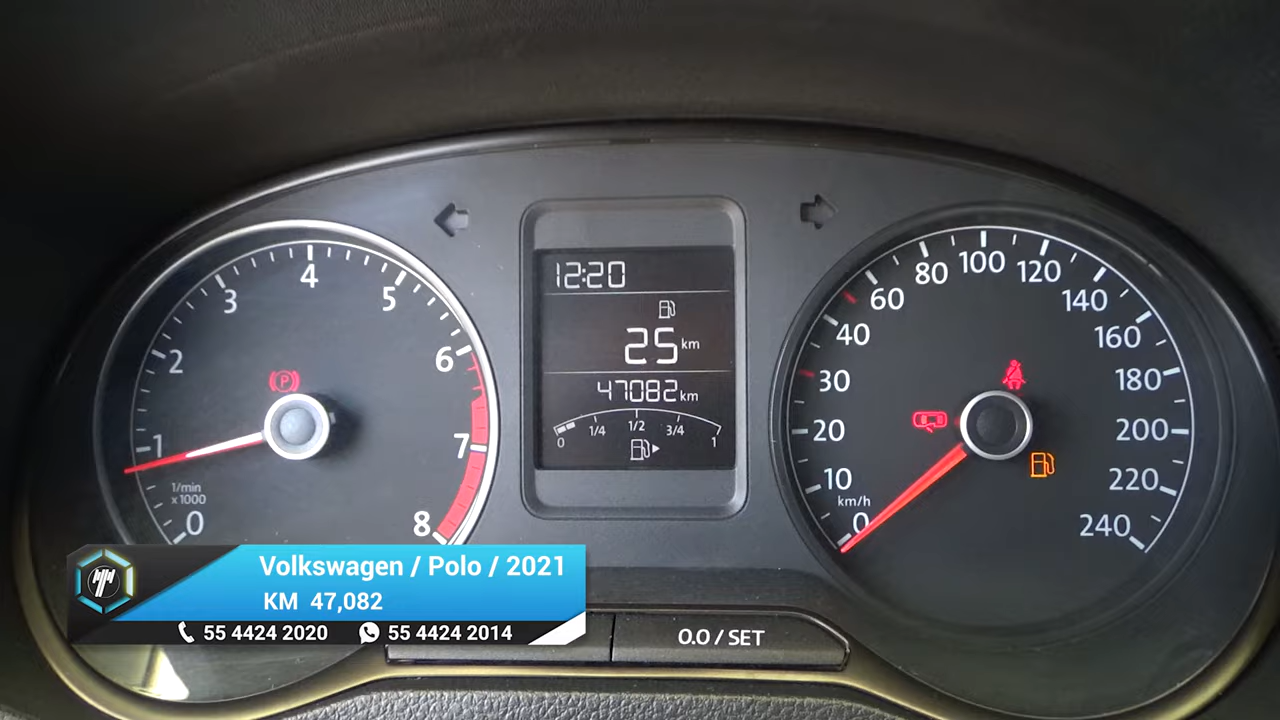 0
1
2
3
4
5
6
7
8
1/min
x1000
P
12:20
25 km
47082 km
0 1/4 1/2 3/4 1
0
10
20
30
40
60
80
100
120
140
160
180
200
220
240
km/h
Volkswagen / Polo / 2021
KM 47,082
55 4424 2020 55 4424 2014
0.0 / SET